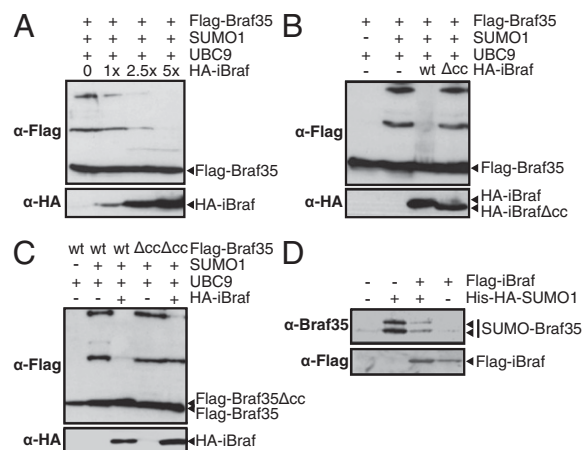 A
+ + + + Flag-Braf35
+ + + + SUMO1
+ + + + UBC9
0 1x 2.5x 5x HA-iBraf
α-Flag
Flag-Braf35
α-HA
HA-iBraf
B
+ + + + Flag-Braf35
- + + + SUMO1
+ + + + UBC9
- - wt Δcc HA-iBraf
α-Flag
Flag-Braf35
α-HA
HA-iBraf
HA-iBrafΔcc
C
wt wt wt Δcc Δcc Flag-Braf35
- + + + + SUMO1
+ + + + + UBC9
- - + - + HA-iBraf
α-Flag
Flag-Braf35Δcc
Flag-Braf35
α-HA
HA-iBraf
D
- - + + Flag-iBraf
- + + - His-HA-SUMO1
α-Braf35
SUMO-Braf35
α-Flag
Flag-iBraf